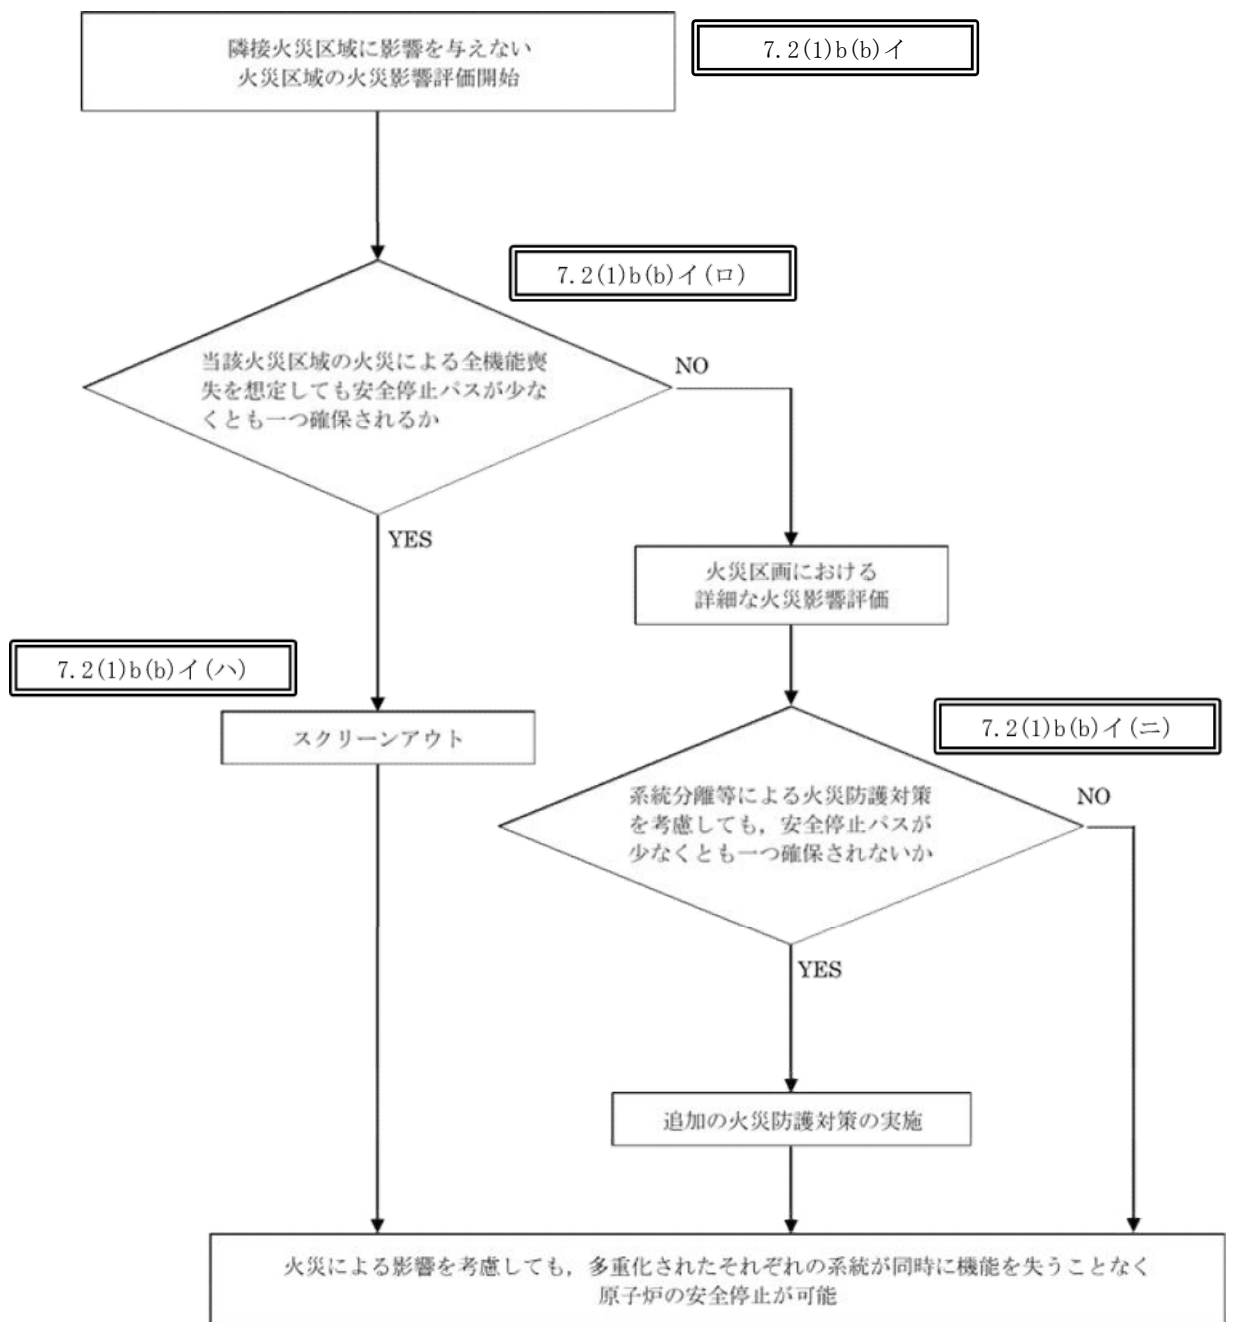 隣接火災区域に影響を与えない
火災区域の火災影響評価開始
7.2(1)b(b)イ
7.2(1)b(b)イ(ロ)
当該火災区域の火災による全機能喪
失を想定しても安全停止パスが少な
くとも一つ確保されるか
NO
YES
火災区画における
詳細な火災影響評価
7.2(1)b(b)イ(ハ)
スクリーンアウト
7.2(1)b(b)イ(ニ)
系統分離等による火災防護対策
を考慮しても，安全停止パスが
少なくとも一つ確保されないか
NO
YES
追加の火災防護対策の実施
火災による影響を考慮しても，多重化されたそれぞれの系統が同時に機能を失うことなく
原子炉の安全停止が可能